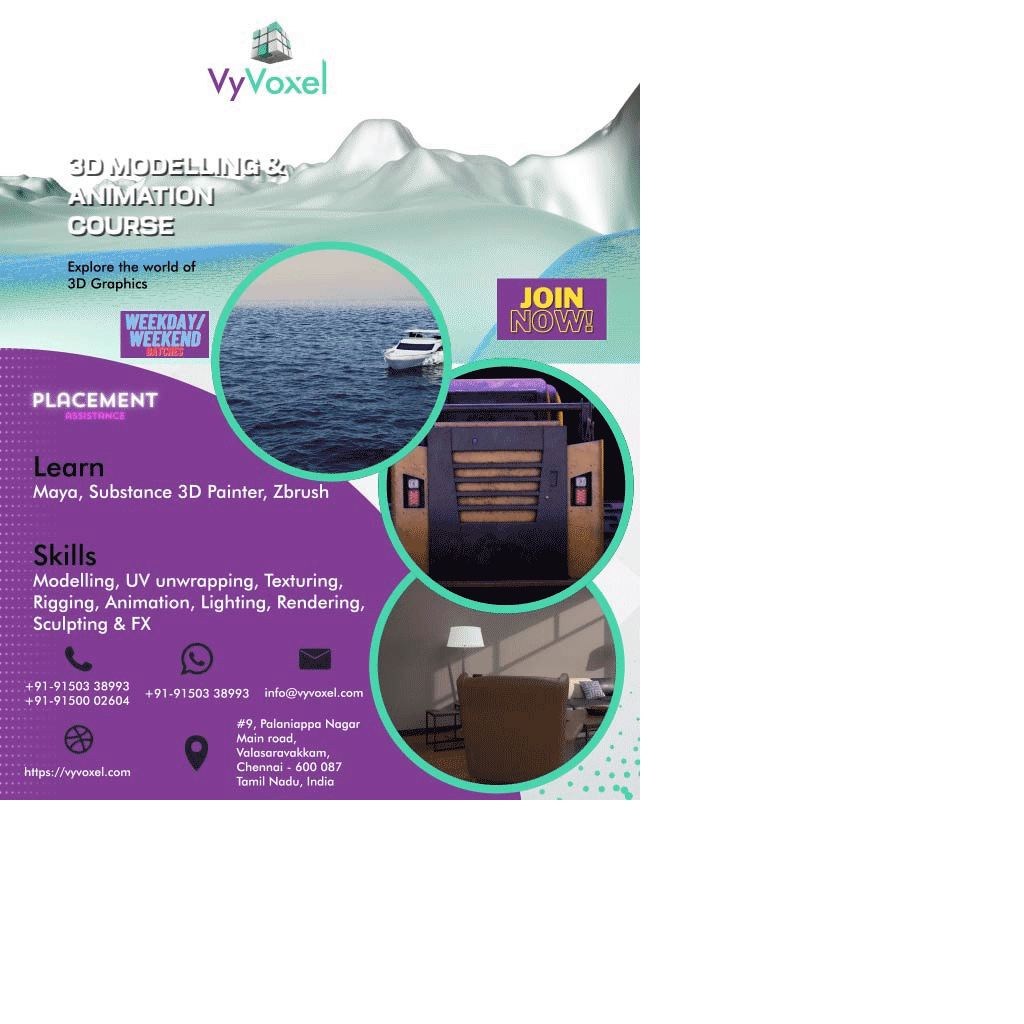 VyVoxel
3D MODELLING &
ANIMATION
COURSE
Explore the world of
3D Graphics
WEEKDAY/
WEEKEND
BATCHES
JOIN
NOW!
PLACEMENT
ASSISTANCE
Learn
Maya, Substance 3D Painter, Zbrush
Skills
Modelling, UV unwrapping, Texturing,
Rigging, Animation, Lighting, Rendering,
Sculpting & FX
+91-91503 38993
+91-91500 02604
+91-91503 38993
info@vyvoxel.com
https://vyvoxel.com
#9, Palaniappa Nagar
Main road,
Valasaravakkam,
Chennai - 600 087
Tamil Nadu, India